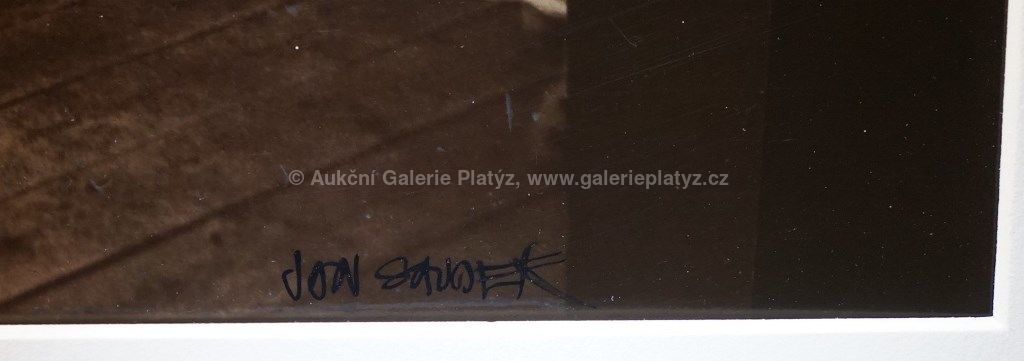 © Aukční Galerie Platýz, www.galerieplatyz.cz
JAN SAUDEK